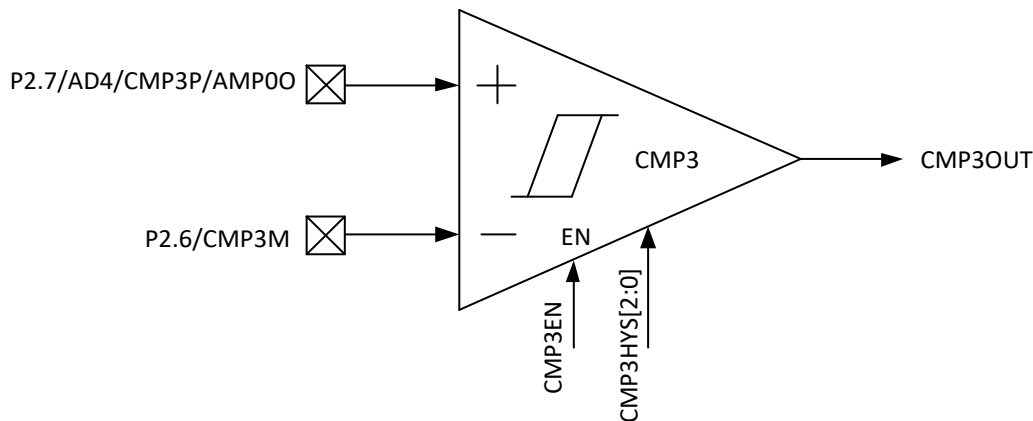 P2.7/AD4/CMP3P/AMP0O
+
CMP3
CMP3OUT
P2.6/CMP3M
−
EN
CMP3EN
CMP3HYS[2:0]